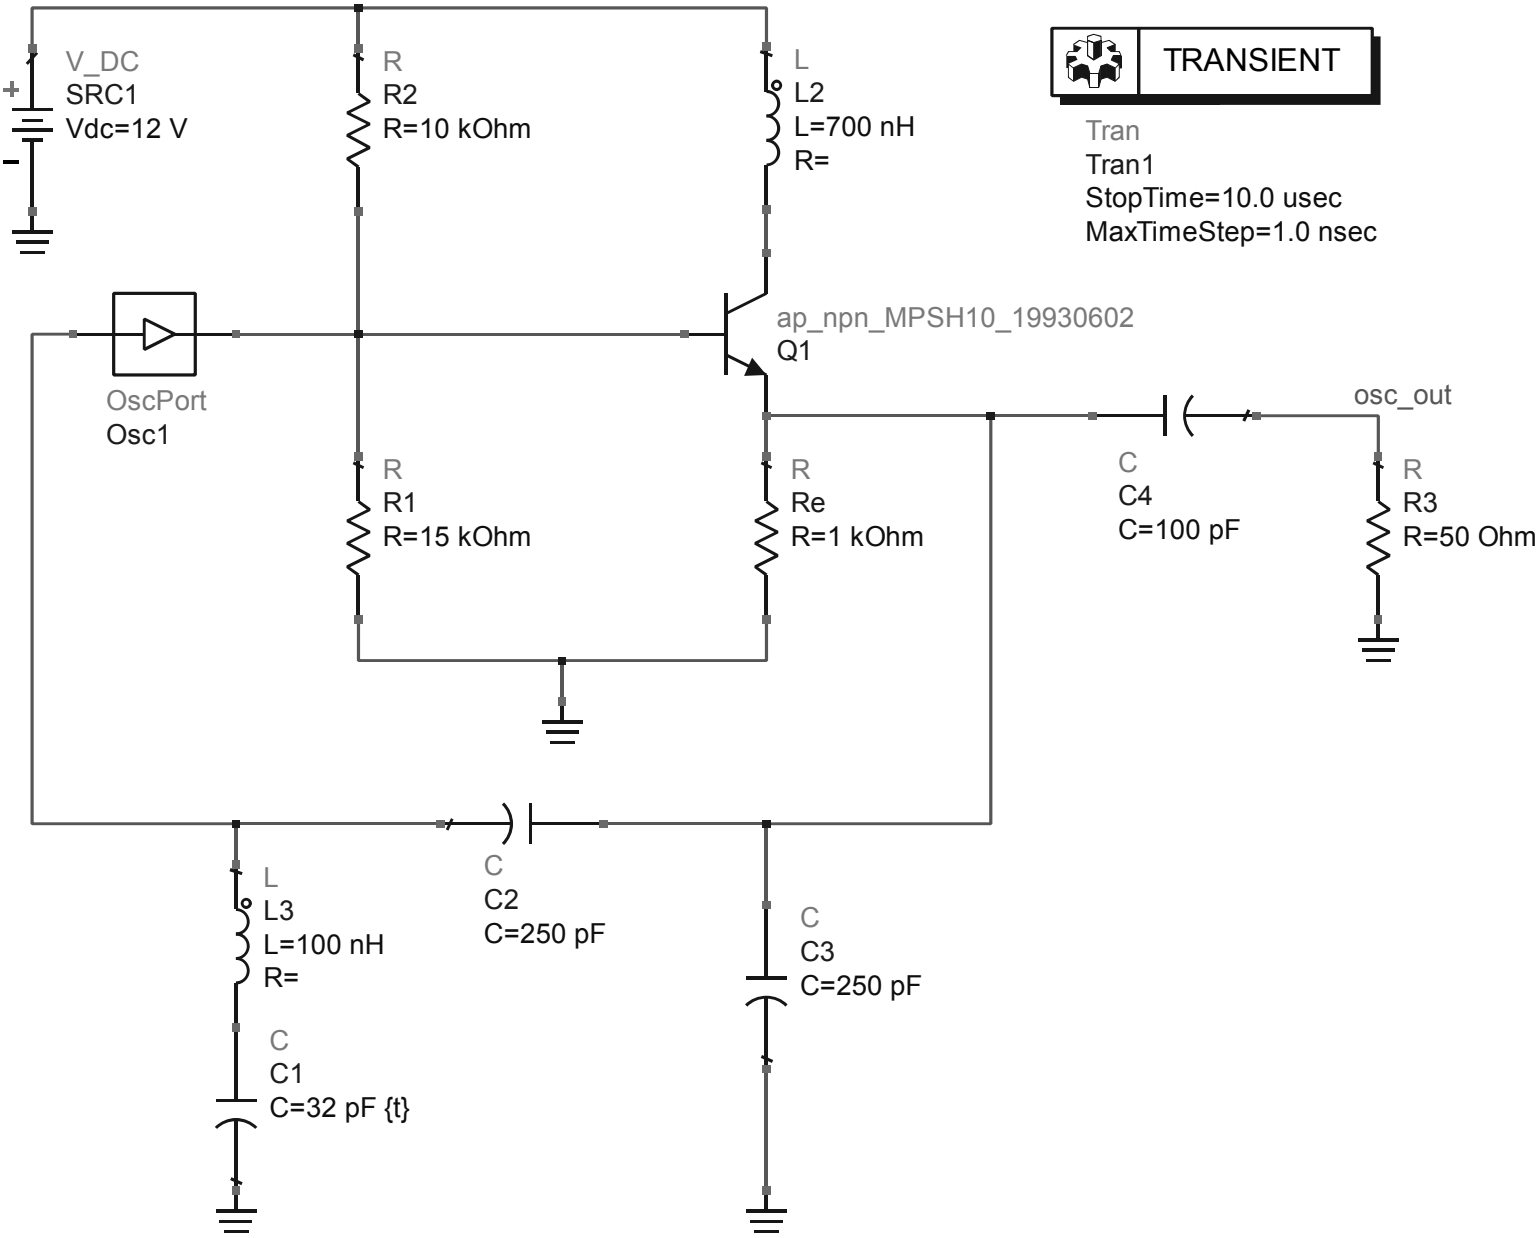 V_DC
SRC1
Vdc=12 V
+
-
R
R2
R=10 kOhm
L
L2
L=700 nH
R=
TRANSIENT
Tran
Tran1
StopTime=10.0 usec
MaxTimeStep=1.0 nsec
OscPort
Osc1
ap_npn_MPSH10_19930602
Q1
R
R1
R=15 kOhm
R
Re
R=1 kOhm
C
C4
C=100 pF
osc_out
R
R3
R=50 Ohm
L
L3
L=100 nH
R=
C
C2
C=250 pF
C
C3
C=250 pF
C
C1
C=32 pF {t}